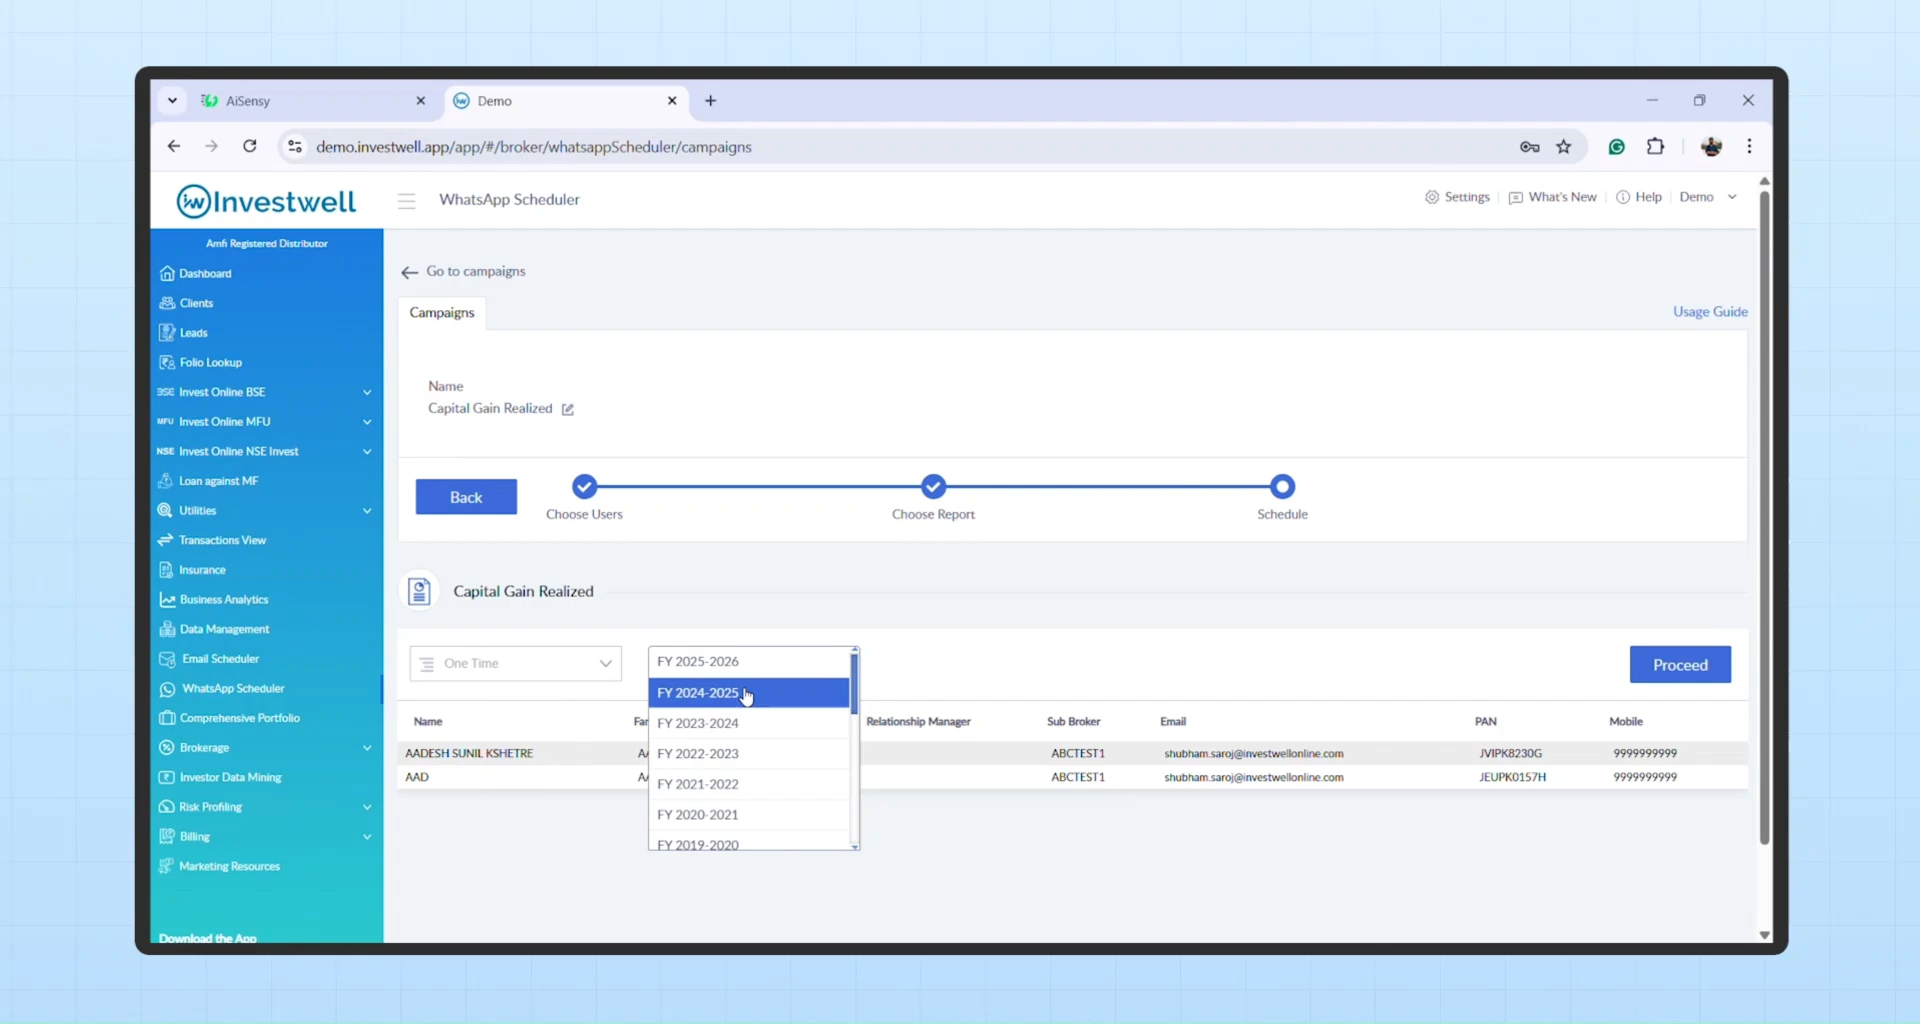 AiSensy
Demo
demo.investwell.app/app/#/broker/whatsappScheduler/campaigns
Investwell
WhatsApp Scheduler
Settings
What's New
Help
Demo
Amfi Registered Distributor
Dashboard
Clients
Leads
Folio Lookup
BSE Invest Online BSE
MFU Invest Online MFU
NSE Invest Online NSE Invest
Loan against MF
Utilities
Transactions View
Insurance
Business Analytics
Data Management
Email Scheduler
WhatsApp Scheduler
Comprehensive Portfolio
Brokerage
Investor Data Mining
Risk Profiling
Billing
Marketing Resources
Download the App
Go to campaigns
Campaigns
Usage Guide
Name
Capital Gain Realized
Back
Choose Users
Choose Report
Schedule
Capital Gain Realized
One Time
FY 2025-2026
FY 2024-2025
FY 2023-2024
FY 2022-2023
FY 2021-2022
FY 2020-2021
FY 2019-2020
Proceed
Name Relationship Manager Sub Broker Email PAN Mobile
AADESH SUNIL KSHETRE ABCTEST1 shubham.saroj@investwellonline.com JVIPK8230G 9999999999
AAD ABCTEST1 shubham.saroj@investwellonline.com JEUPK0157H 9999999999